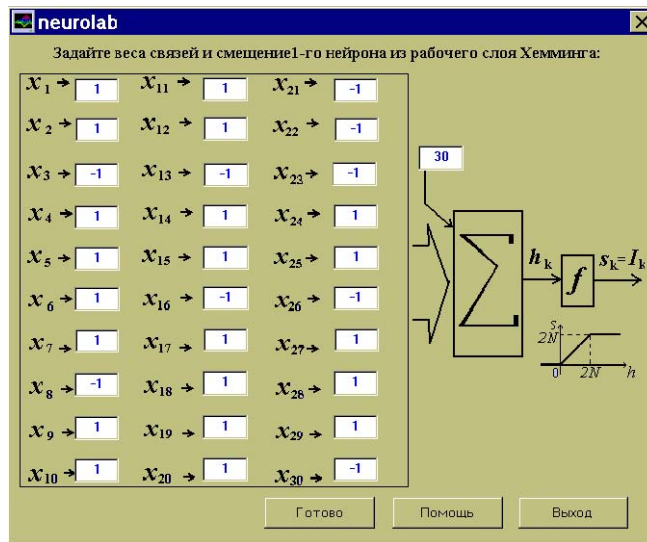 neurolab
Задайте веса связей и смещение1-го нейрона из рабочего слоя Хемминга:
x1 1 x11 1 x21 -1
x2 1 x12 1 x22 -1
x3 -1 x13 -1 x23 -1
x4 1 x14 1 x24 1
x5 1 x15 1 x25 1
x6 1 x16 -1 x26 -1
x7 1 x17 1 x27 1
x8 -1 x18 1 x28 1
x9 1 x19 1 x29 1
x10 1 x20 1 x30 -1
30
Σ hk f sk=Ik
s
2N
0 2N h
Готово Помощь Выход